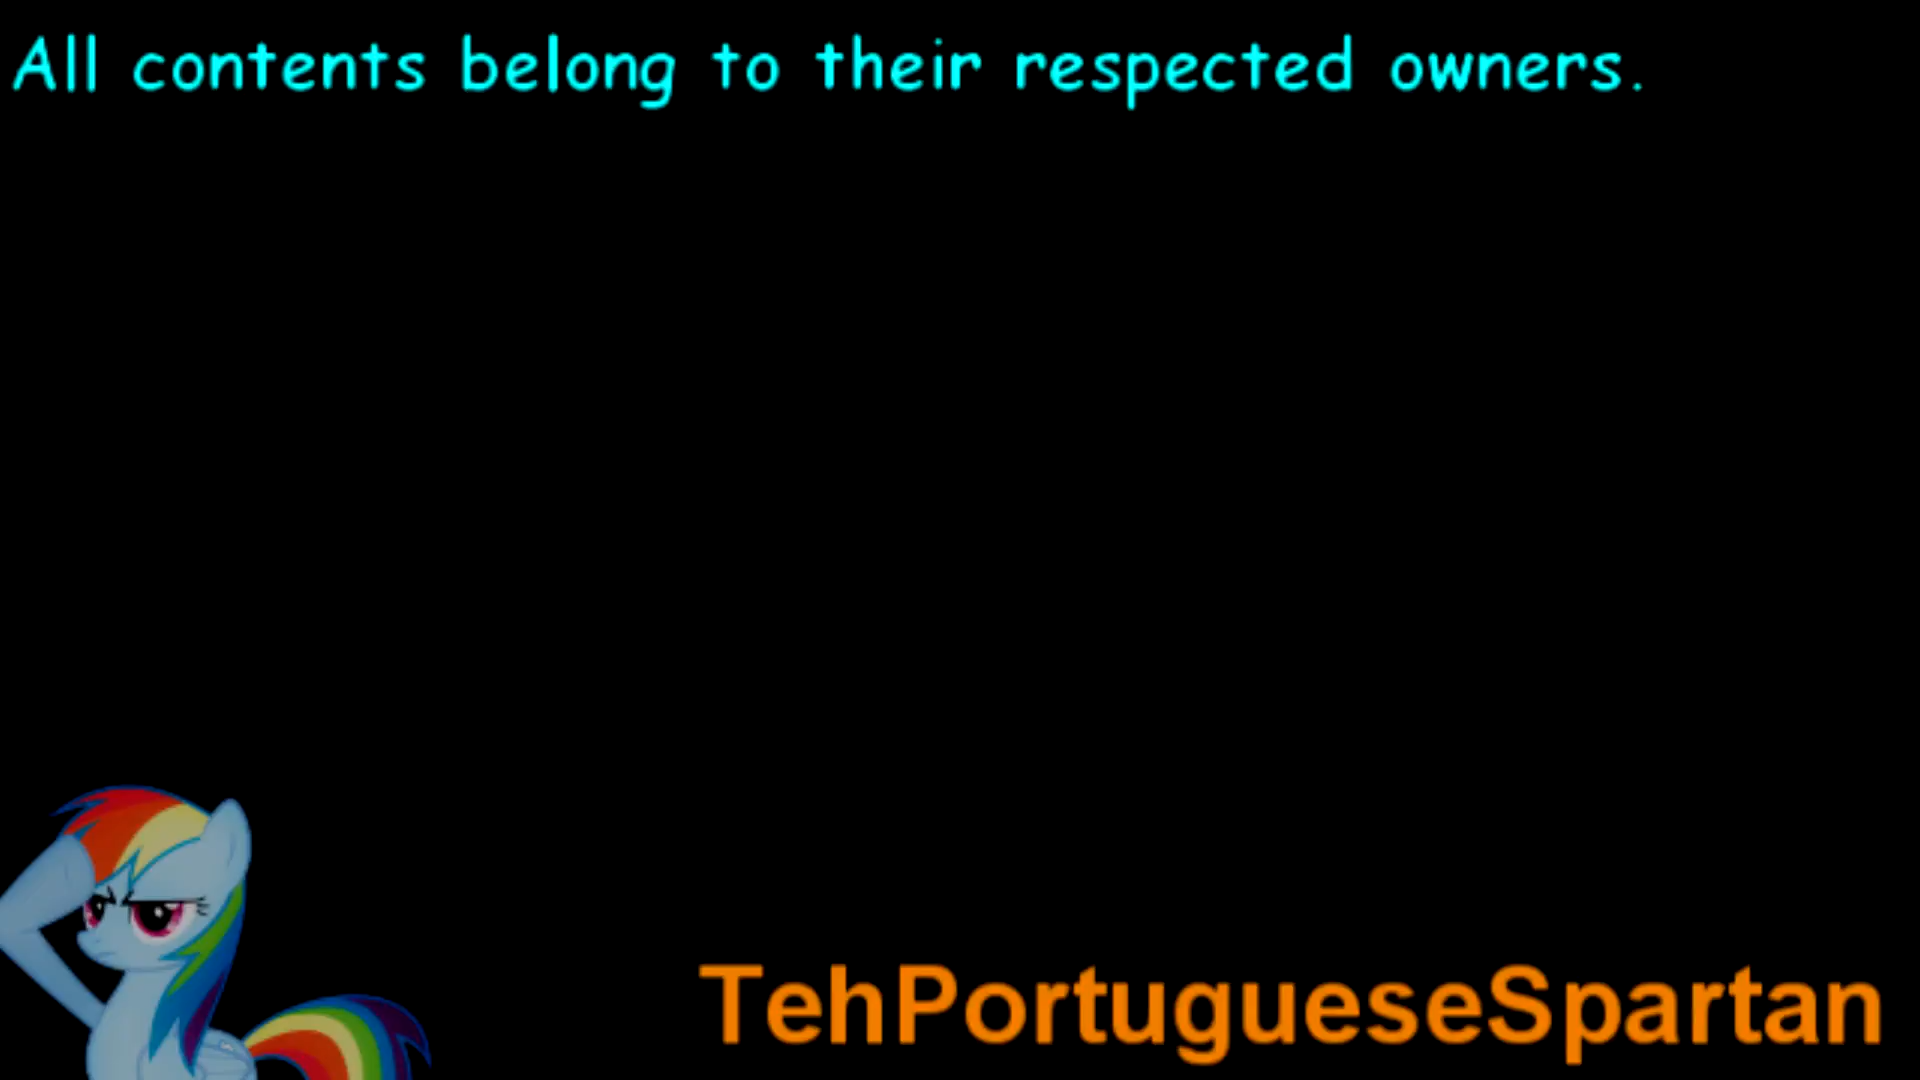 All contents belong to their respected owners.
TehPortugueseSpartan